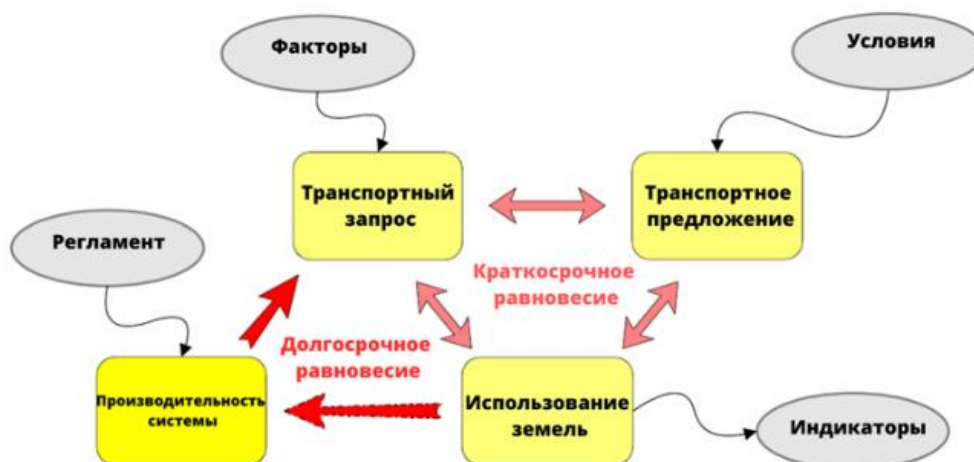 Факторы
Условия
Транспортный
запрос
Транспортное
предложение
Регламент
Краткосрочное
равновесие
Долгосрочное
равновесие
Производительность
системы
Использование
земель
Индикаторы